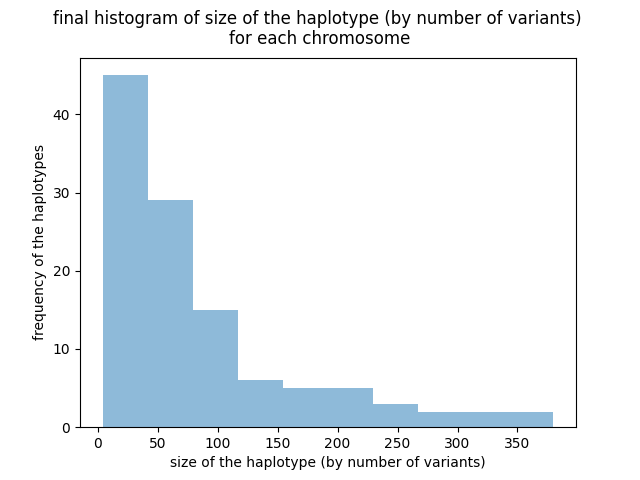 final histogram of size of the haplotype (by number of variants)
for each chromosome
frequency of the haplotypes
40
30
20
10
0
0 50 100 150 200 250 300 350
size of the haplotype (by number of variants)